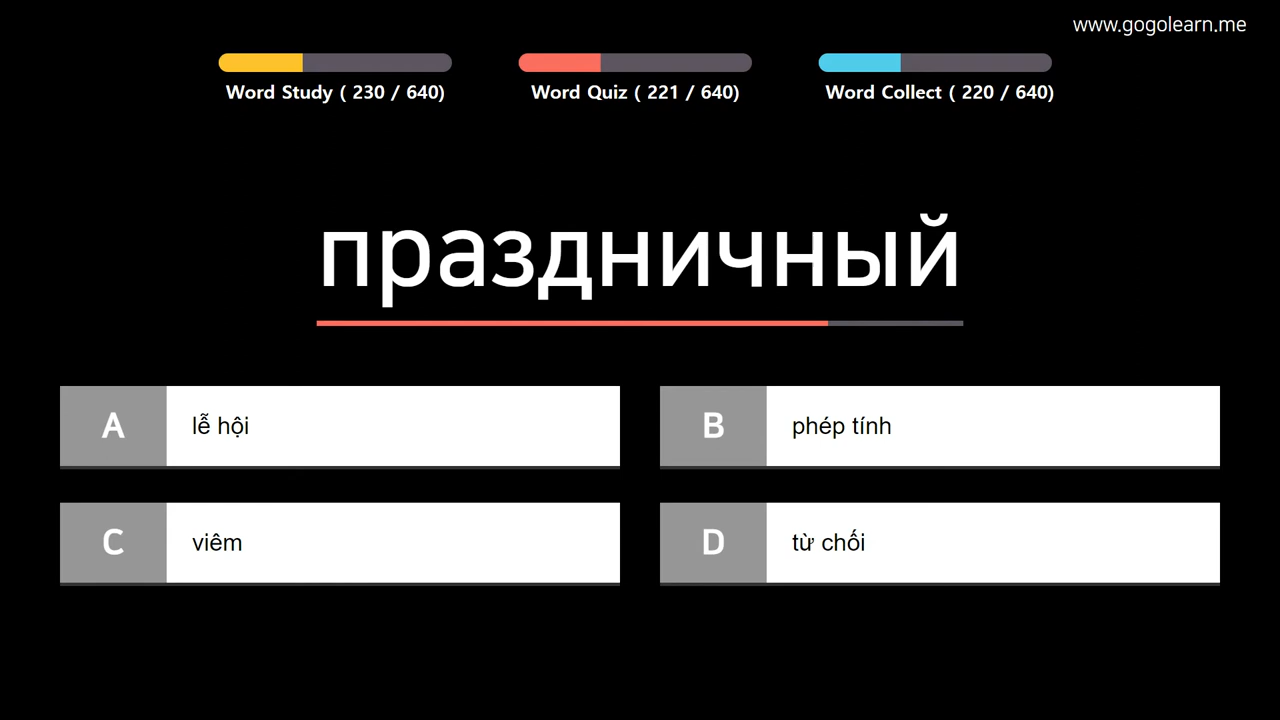 www.gogolearn.me
Word Study ( 230 / 640)
Word Quiz ( 221 / 640)
Word Collect ( 220 / 640)
праздничный
A lễ hội
B phép tính
C viêm
D từ chối